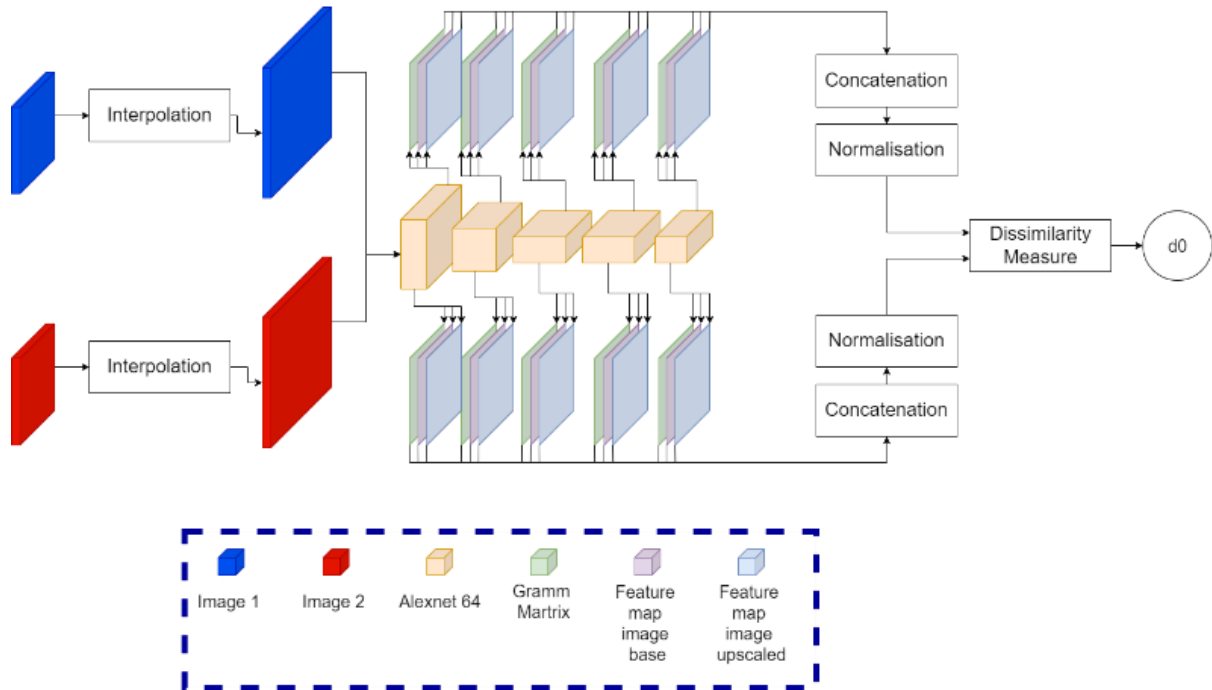 Interpolation
Concatenation
Normalisation
Dissimilarity
Measure
d0
Interpolation
Normalisation
Concatenation
Image 1
Image 2
Alexnet 64
Gramm
Martrix
Feature
map
image
base
Feature
map
image
upscaled